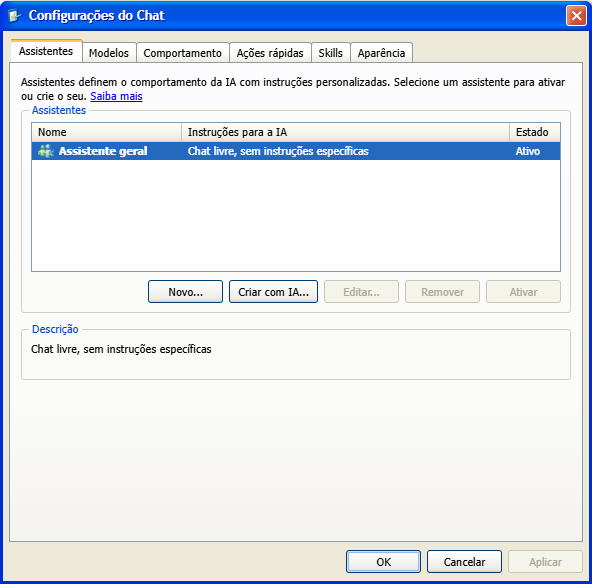 Configurações do Chat
Assistentes
Modelos
Comportamento
Ações rápidas
Skills
Aparência
Assistentes definem o comportamento da IA com instruções personalizadas. Selecione um assistente para ativar
ou crie o seu. Saiba mais
Assistentes
Nome
Instruções para a IA
Estado
Assistente geral
Chat livre, sem instruções específicas
Ativo
Novo...
Criar com IA...
Editar...
Remover
Ativar
Descrição
Chat livre, sem instruções específicas
OK
Cancelar
Aplicar